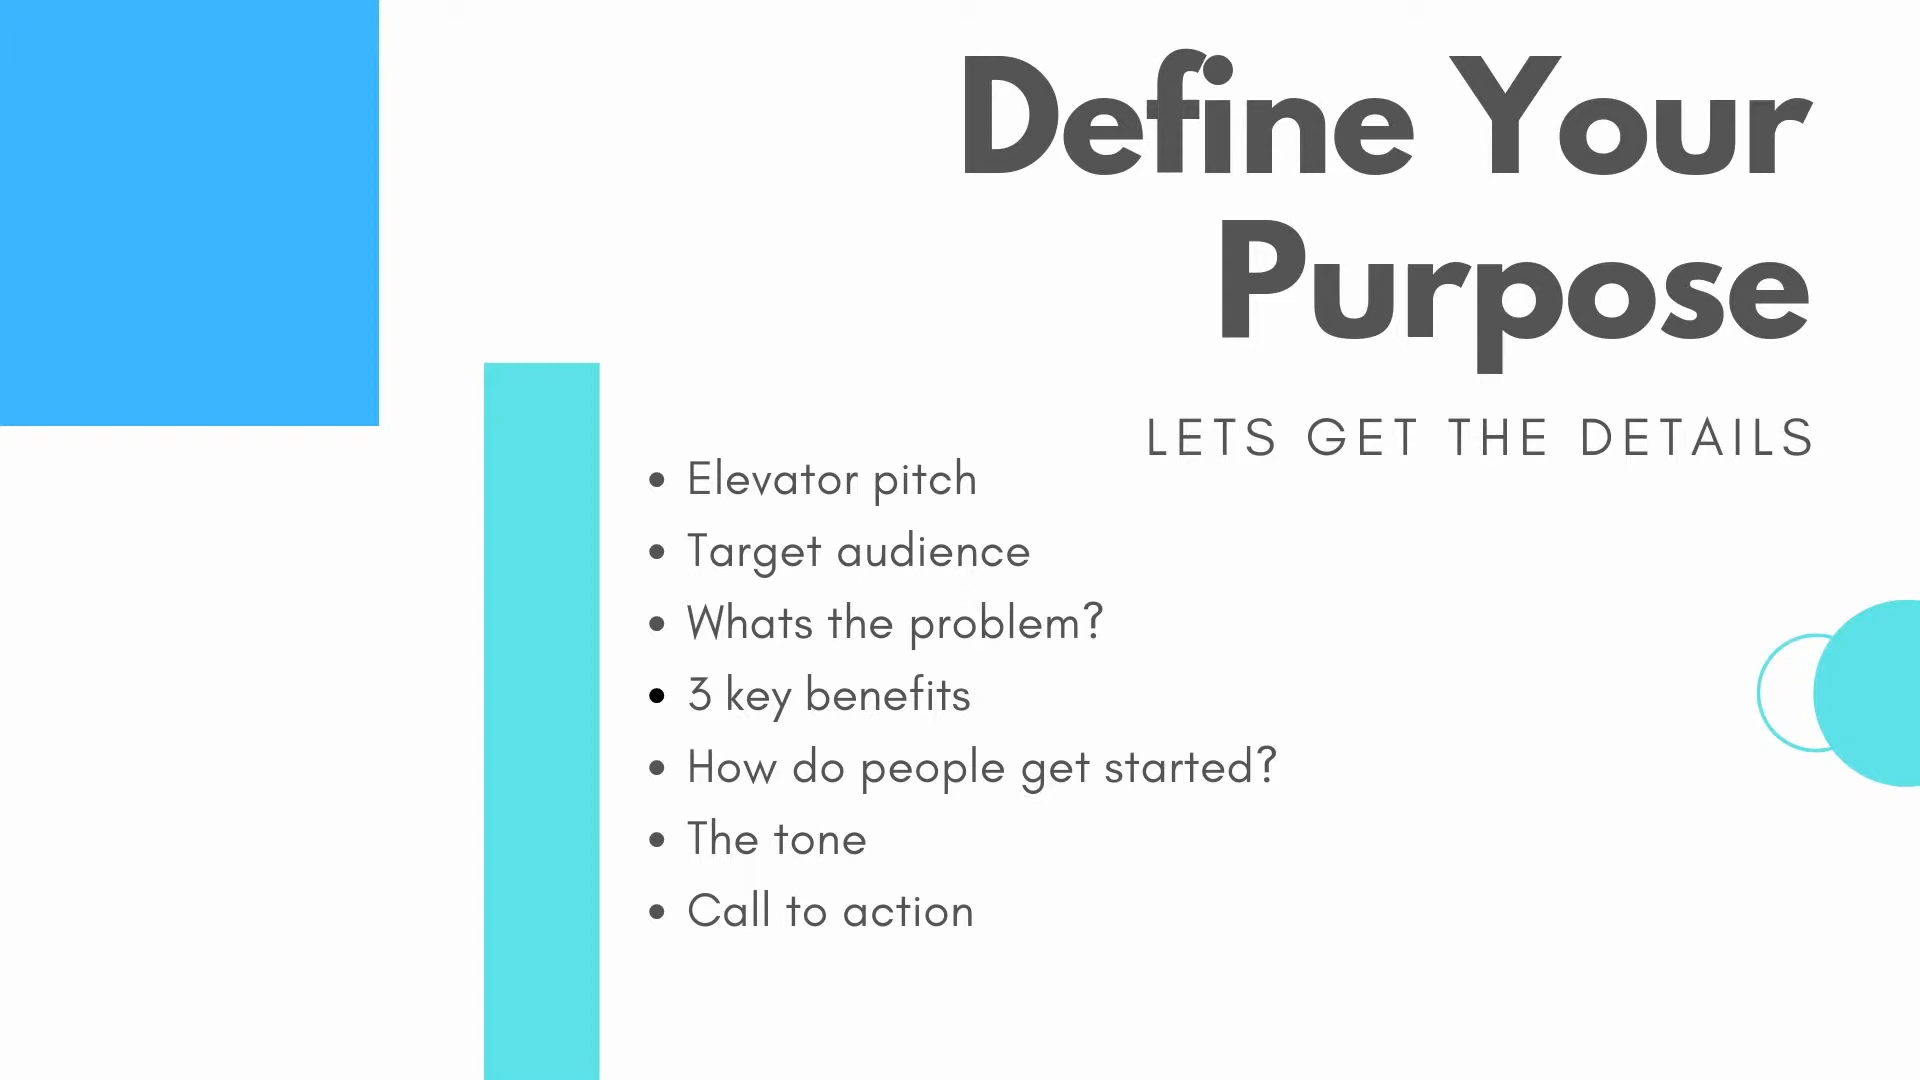 Define Your
Purpose
LETS GET THE DETAILS
• Elevator pitch
• Target audience
• Whats the problem?
• 3 key benefits
• How do people get started?
• The tone
• Call to action